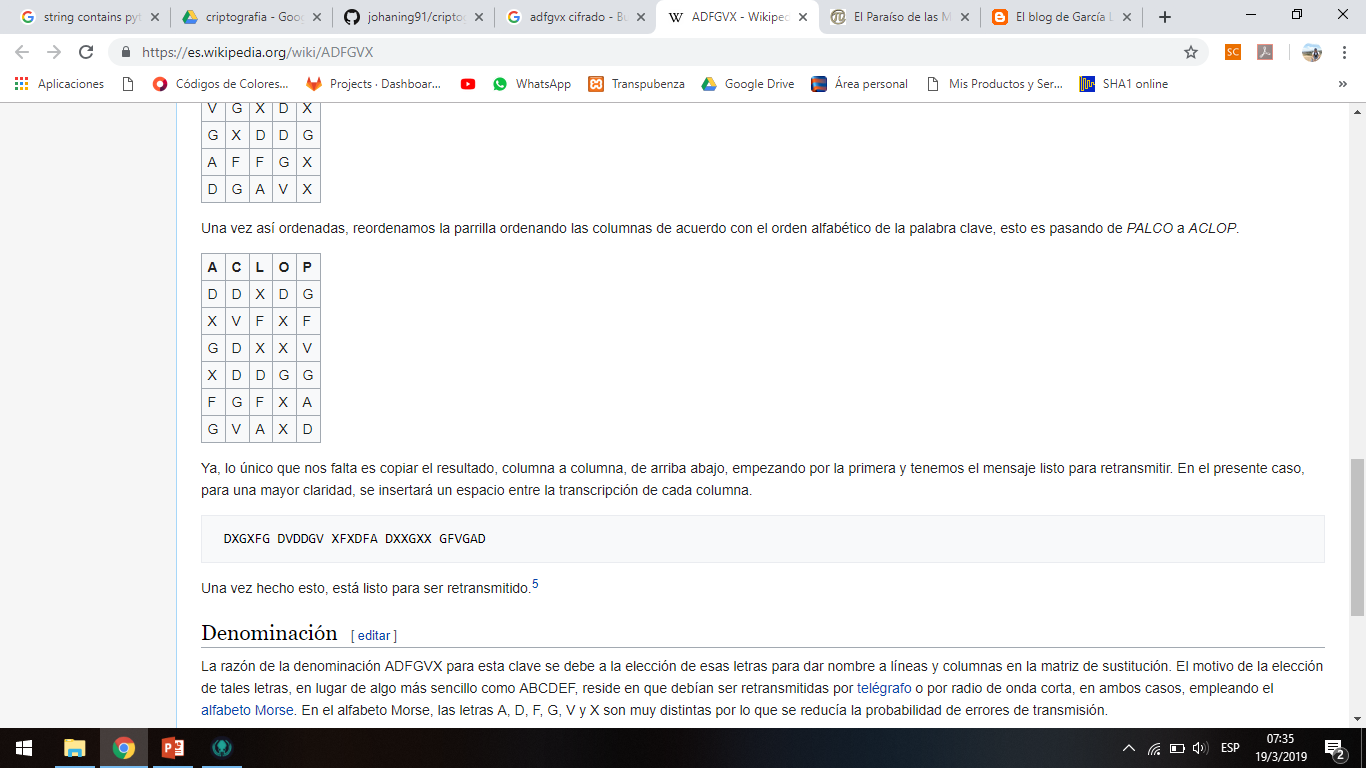 string contains pyt
criptografia - Goo
johaning91/cripto
adfgvx cifrado - Bu
ADFGVX - Wikiped
El Paraíso de las M
El blog de García L
https://es.wikipedia.org/wiki/ADFGVX
SC
Aplicaciones
Códigos de Colores...
Projects · Dashboar...
WhatsApp
Transpubenza
Google Drive
Área personal
Mis Productos y Ser...
SHA1 online
»
V G X D X
G X D D G
A F F G X
D G A V X
Una vez así ordenadas, reordenamos la parrilla ordenando las columnas de acuerdo con el orden alfabético de la palabra clave, esto es pasando de PALCO a ACLOP.
A C L O P
D D X D G
X V F X F
G D X X V
X D D G G
F G F X A
G V A X D
Ya, lo único que nos falta es copiar el resultado, columna a columna, de arriba abajo, empezando por la primera y tenemos el mensaje listo para retransmitir. En el presente caso,
para una mayor claridad, se insertará un espacio entre la transcripción de cada columna.
DXGXFG DVDDGV XFXDFA DXXGXX GFVGAD
Una vez hecho esto, está listo para ser retransmitido.5
Denominación [ editar ]
La razón de la denominación ADFGVX para esta clave se debe a la elección de esas letras para dar nombre a líneas y columnas en la matriz de sustitución. El motivo de la elección
de tales letras, en lugar de algo más sencillo como ABCDEF, reside en que debían ser retransmitidas por telégrafo o por radio de onda corta, en ambos casos, empleando el
alfabeto Morse. En el alfabeto Morse, las letras A, D, F, G, V y X son muy distintas por lo que se reducía la probabilidad de errores de transmisión.
ESP
07:35
19/3/2019
2